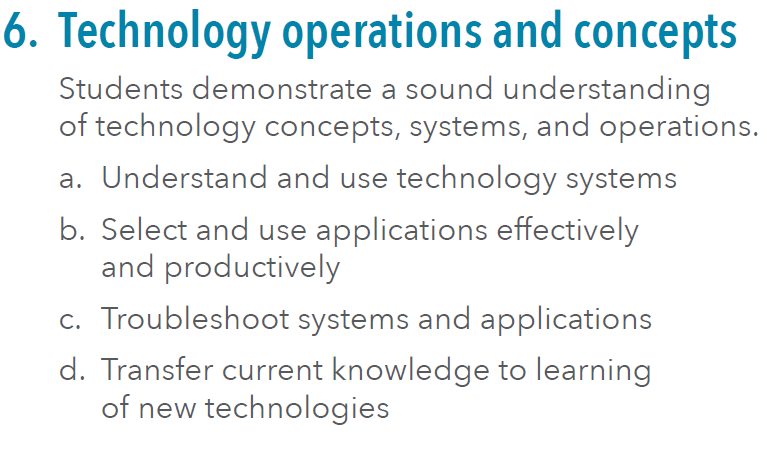 6. Technology operations and concepts
Students demonstrate a sound understanding
of technology concepts, systems, and operations.
a. Understand and use technology systems
b. Select and use applications effectively
and productively
c. Troubleshoot systems and applications
d. Transfer current knowledge to learning
of new technologies